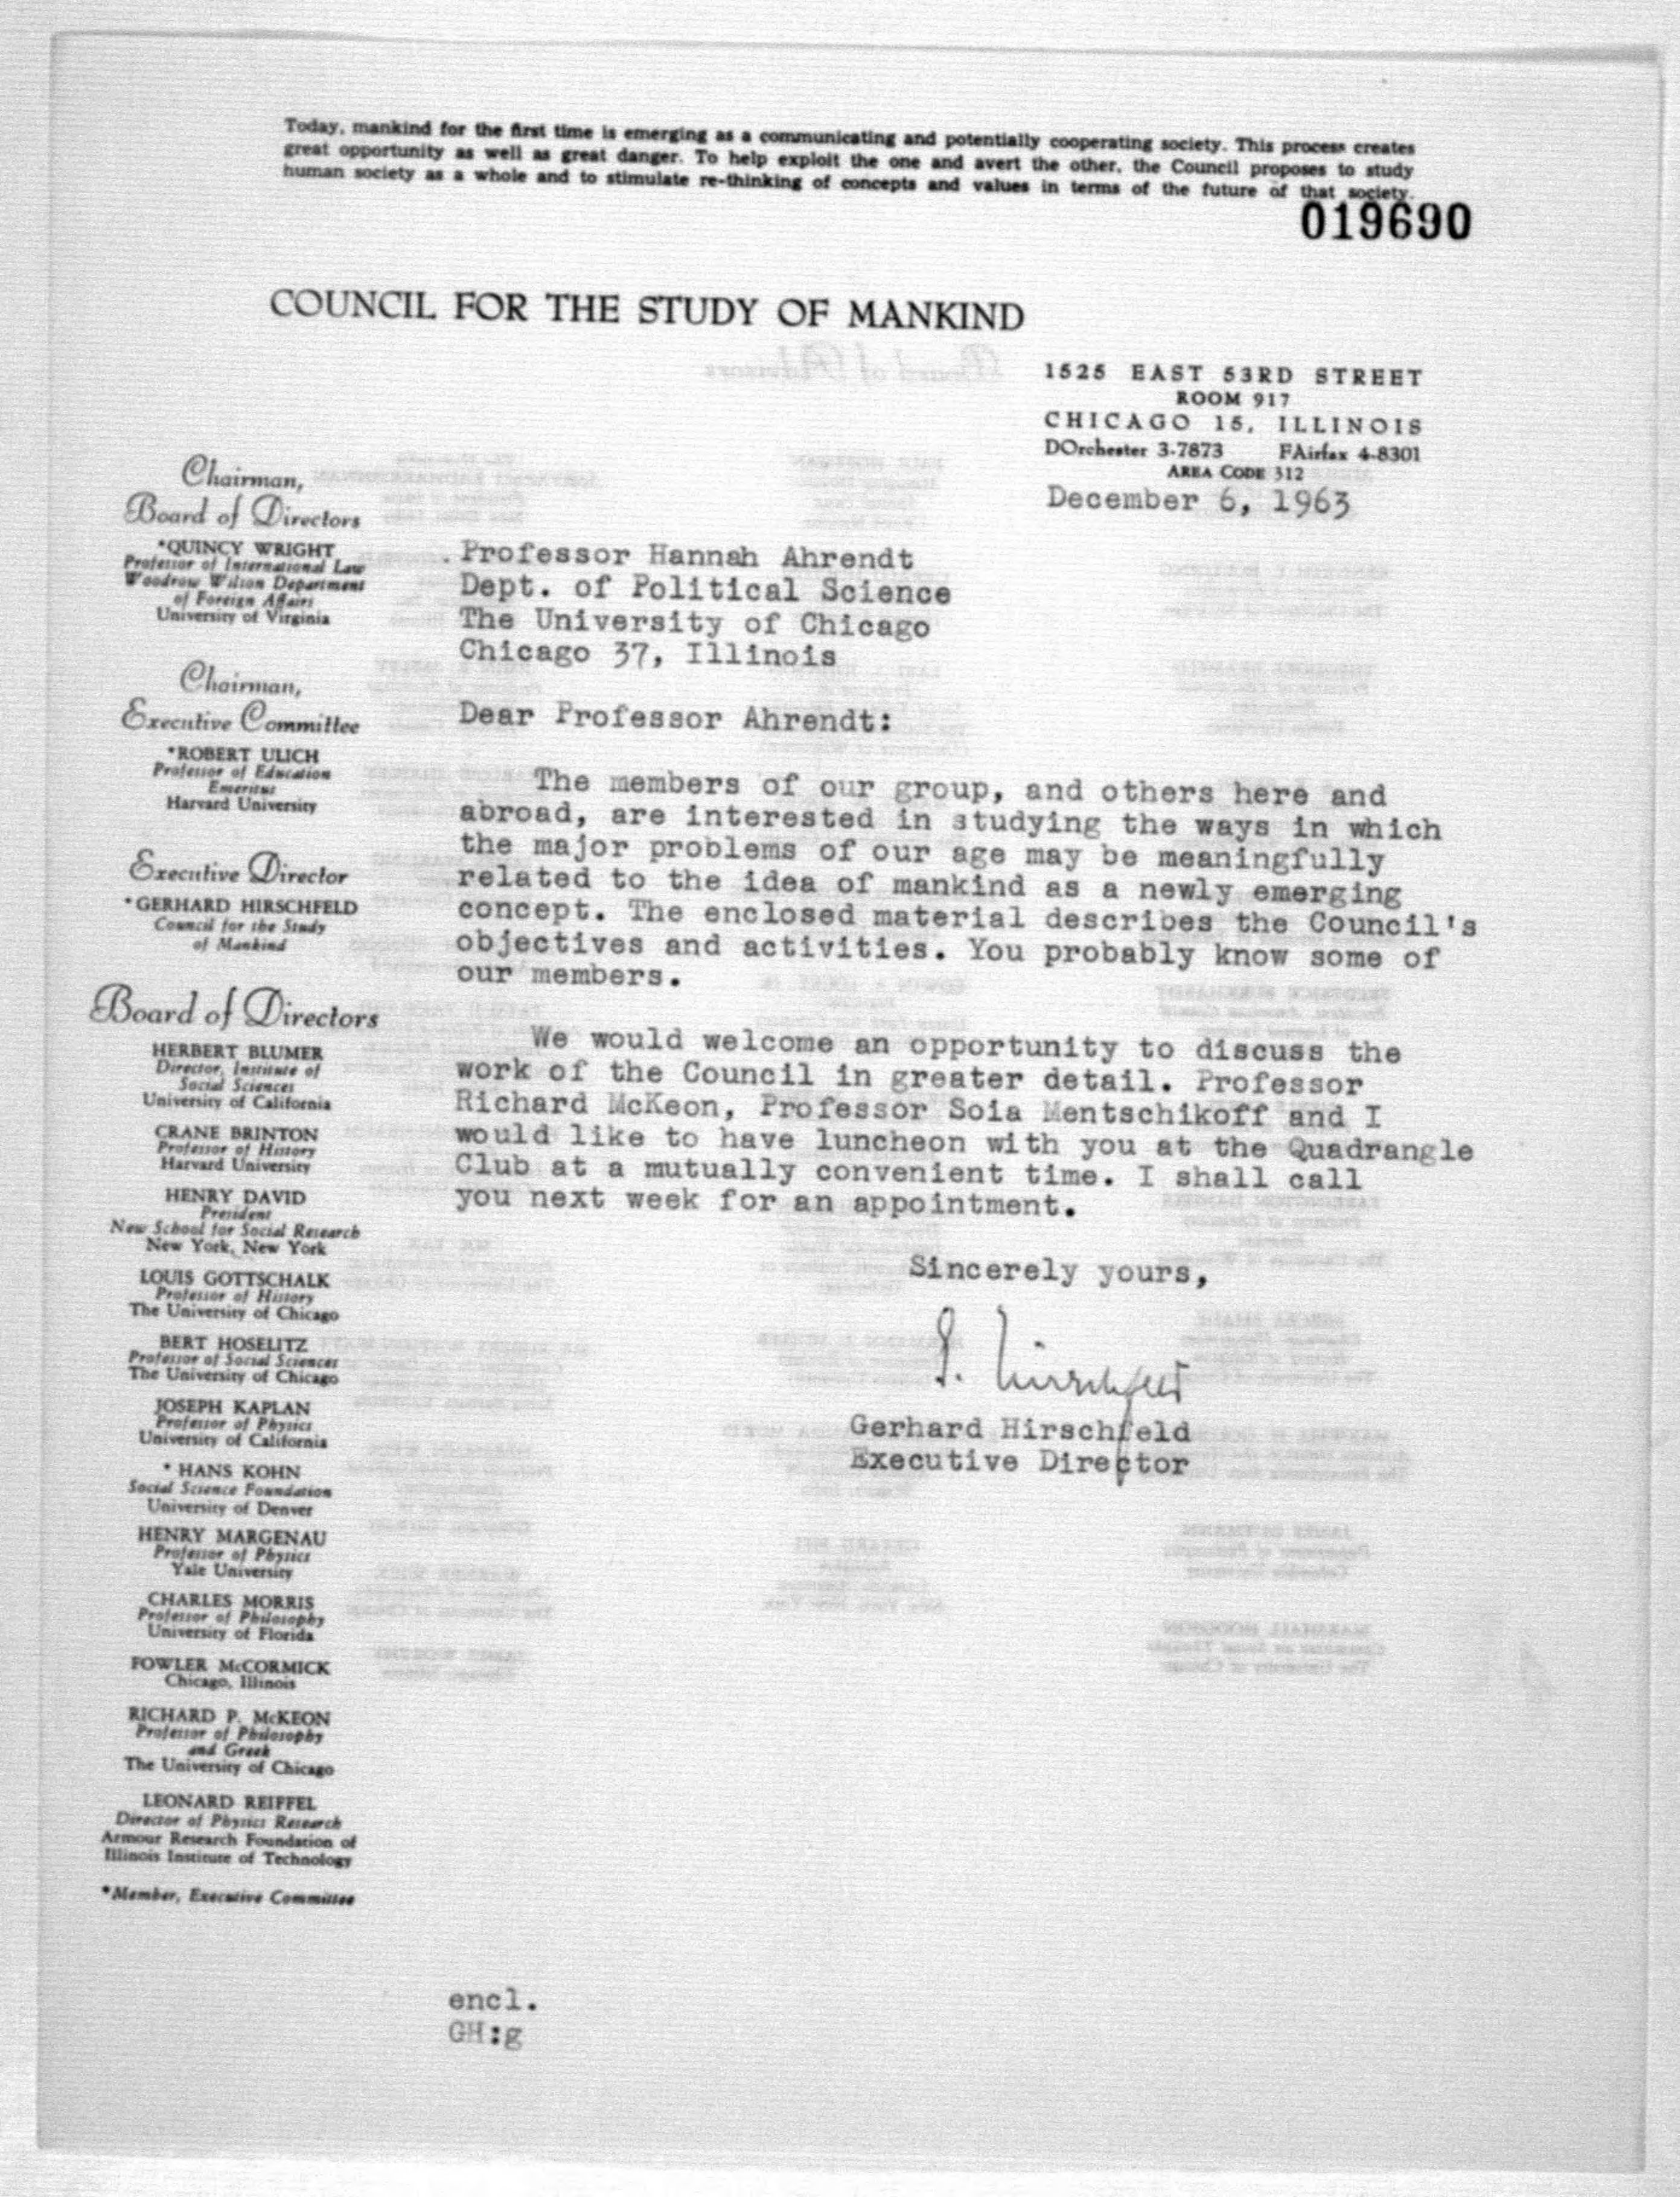 Today, mankind for the first time is emerging as a communicating and potentially cooperating society. This process creates
great opportunity as well as great danger. To help exploit the one and avert the other, the Council proposes to study
human society as a whole and to stimulate re-thinking of concepts and values in terms of the future of that society.
019690
COUNCIL FOR THE STUDY OF MANKIND
1525 EAST 53RD STREET
ROOM 917
CHICAGO 15, ILLINOIS
DOrchester 3-7873 FAirfax 4-8301
AREA CODE 312
December 6, 1963
Chairman,
Board of Directors
*QUINCY WRIGHT
Professor of International Law
Woodrow Wilson Department
of Foreign Affairs
University of Virginia
Chairman,
Executive Committee
*ROBERT ULICH
Professor of Education
Emeritus
Harvard University
Executive Director
*GERHARD HIRSCHFELD
Council for the Study
of Mankind
Board of Directors
HERBERT BLUMER
Director, Institute of
Social Sciences
University of California
CRANE BRINTON
Professor of History
Harvard University
HENRY DAVID
President
New School for Social Research
New York, New York
LOUIS GOTTSCHALK
Professor of History
The University of Chicago
BERT HOSELITZ
Professor of Social Sciences
The University of Chicago
JOSEPH KAPLAN
Professor of Physics
University of California
* HANS KOHN
Social Science Foundation
University of Denver
HENRY MARGENAU
Professor of Physics
Yale University
CHARLES MORRIS
Professor of Philosophy
University of Florida
FOWLER McCORMICK
Chicago, Illinois
RICHARD P. McKEON
Professor of Philosophy
and Greek
The University of Chicago
LEONARD REIFFEL
Director of Physics Research
Armour Research Foundation of
Illinois Institute of Technology
*Member, Executive Committee
Professor Hannah Ahrendt
Dept. of Political Science
The University of Chicago
Chicago 37, Illinois
Dear Professor Ahrendt:
The members of our group, and others here and
abroad, are interested in studying the ways in which
the major problems of our age may be meaningfully
related to the idea of mankind as a newly emerging
concept. The enclosed material describes the Council's
objectives and activities. You probably know some of
our members.
We would welcome an opportunity to discuss the
work of the Council in greater detail. Professor
Richard McKeon, Professor Soia Mentschikoff and I
would like to have luncheon with you at the Quadrangle
Club at a mutually convenient time. I shall call
you next week for an appointment.
Sincerely yours,
G. Hirschfeld
Gerhard Hirschfeld
Executive Director
encl.
GH:g